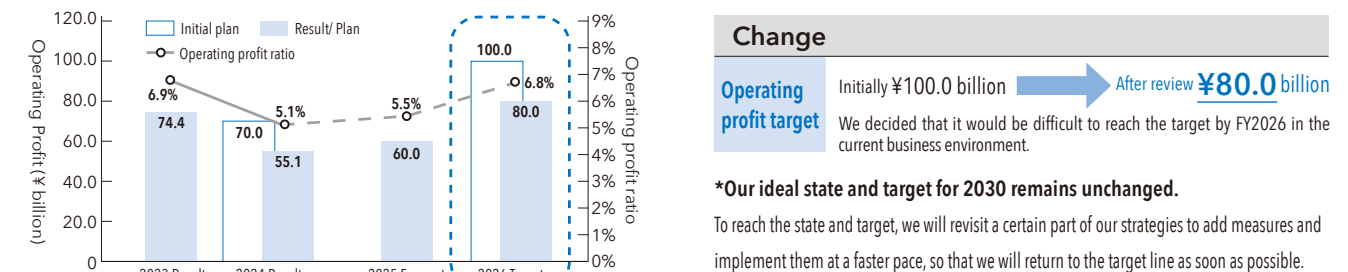 120.0
100.0
80.0
60.0
40.0
20.0
0
Operating Profit (¥ billion)
Initial plan
Result/ Plan
Operating profit ratio
6.9%
74.4
5.1%
70.0
55.1
5.5%
60.0
100.0
6.8%
80.0
9%
8%
7%
6%
5%
4%
3%
2%
1%
0%
Operating profit ratio
Change
Operating
profit target
Initially ¥100.0 billion
After review ¥80.0 billion
We decided that it would be difficult to reach the target by FY2026 in the
current business environment.
*Our ideal state and target for 2030 remains unchanged.
To reach the state and target, we will revisit a certain part of our strategies to add measures and
implement them at a faster pace, so that we will return to the target line as soon as possible.